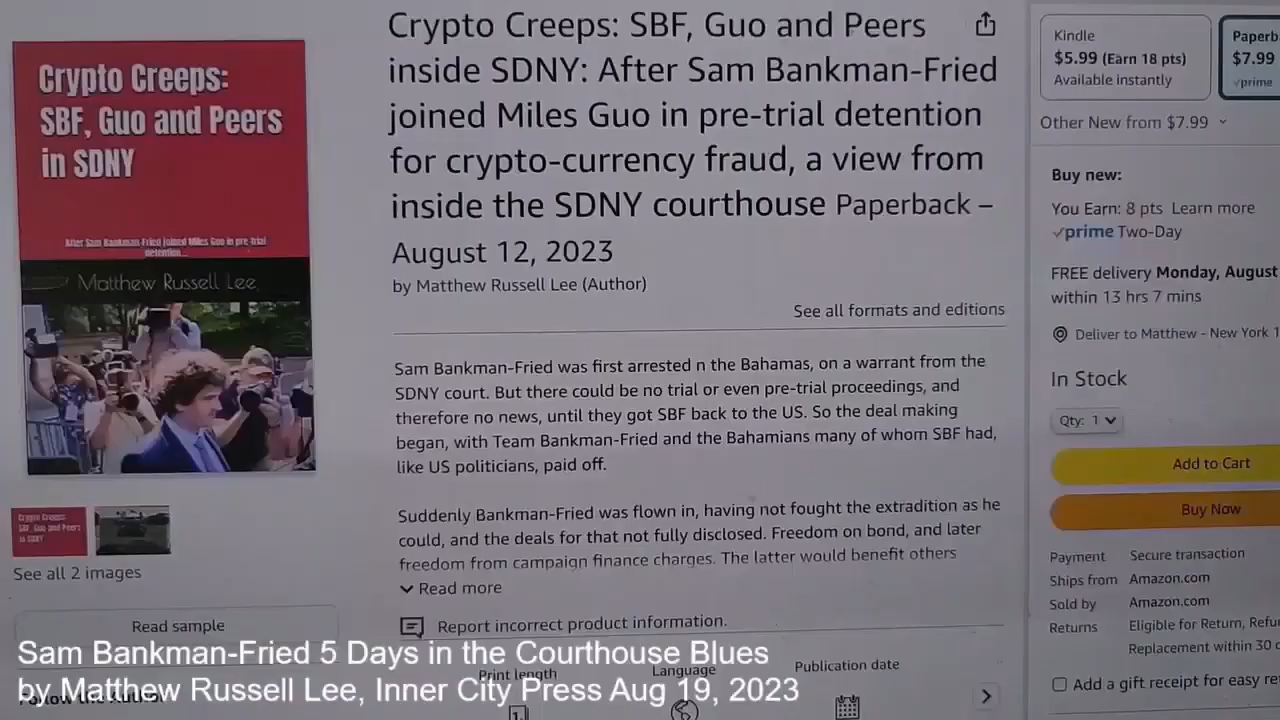 Crypto Creeps:
SBF, Guo and Peers
in SDNY
After Sam Bankman-Fried joined Miles Guo in pre-trial
detention...
Matthew Russell Lee
Crypto Creeps:
SBF, Guo and Peers
in SDNY
See all 2 images
Read sample
Crypto Creeps: SBF, Guo and Peers
inside SDNY: After Sam Bankman-Fried
joined Miles Guo in pre-trial detention
for crypto-currency fraud, a view from
inside the SDNY courthouse Paperback –
August 12, 2023
by Matthew Russell Lee (Author)
See all formats and editions
Sam Bankman-Fried was first arrested n the Bahamas, on a warrant from the
SDNY court. But there could be no trial or even pre-trial proceedings, and
therefore no news, until they got SBF back to the US. So the deal making
began, with Team Bankman-Fried and the Bahamians many of whom SBF had,
like US politicians, paid off.
Suddenly Bankman-Fried was flown in, having not fought the extradition as he
could, and the deals for that not fully disclosed. Freedom on bond, and later
freedom from campaign finance charges. The latter would benefit others
Read more
Report incorrect product information.
Print length
Language
Publication date
Kindle
$5.99 (Earn 18 pts)
Available instantly
Paperb
$7.99
prime
Other New from $7.99
Buy new:
You Earn: 8 pts Learn more
prime Two-Day
FREE delivery Monday, August
within 13 hrs 7 mins
Deliver to Matthew - New York 1
In Stock
Qty: 1
Add to Cart
Buy Now
Payment Secure transaction
Ships from Amazon.com
Sold by Amazon.com
Returns Eligible for Return, Refu
Replacement within 30 d
Add a gift receipt for easy re
Sam Bankman-Fried 5 Days in the Courthouse Blues
by Matthew Russell Lee, Inner City Press Aug 19, 2023